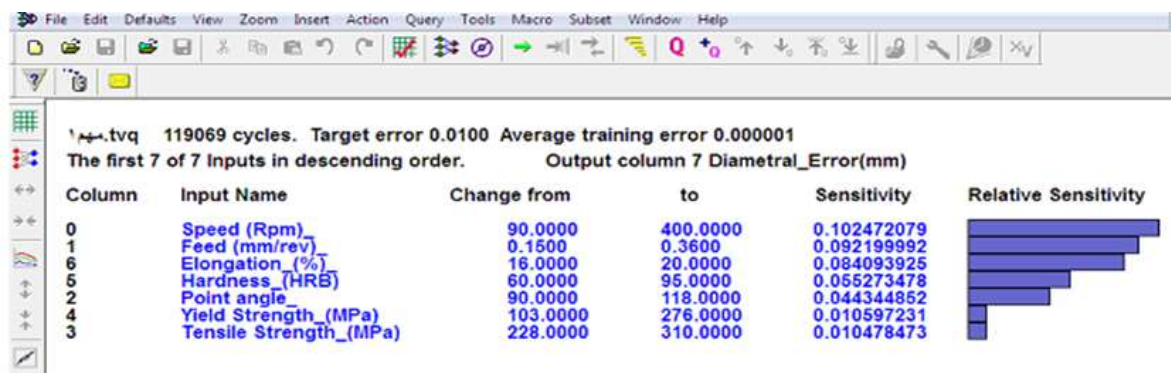 File Edit Defaults View Zoom Insert Action Query Tools Macro Subset Window Help
مهم١.tvq 119069 cycles. Target error 0.0100 Average training error 0.000001
The first 7 of 7 Inputs in descending order. Output column 7 Diametral_Error(mm)
Column Input Name Change from to Sensitivity Relative Sensitivity
0 Speed (Rpm)_ 90.0000 400.0000 0.102472079
1 Feed (mm/rev)_ 0.1500 0.3600 0.092199992
6 Elongation_(%)_ 16.0000 20.0000 0.084093925
5 Hardness_(HRB) 60.0000 95.0000 0.055273478
2 Point angle_ 90.0000 118.0000 0.044344852
4 Yield Strength_(MPa) 103.0000 276.0000 0.010597231
3 Tensile Strength_(MPa) 228.0000 310.0000 0.010478473